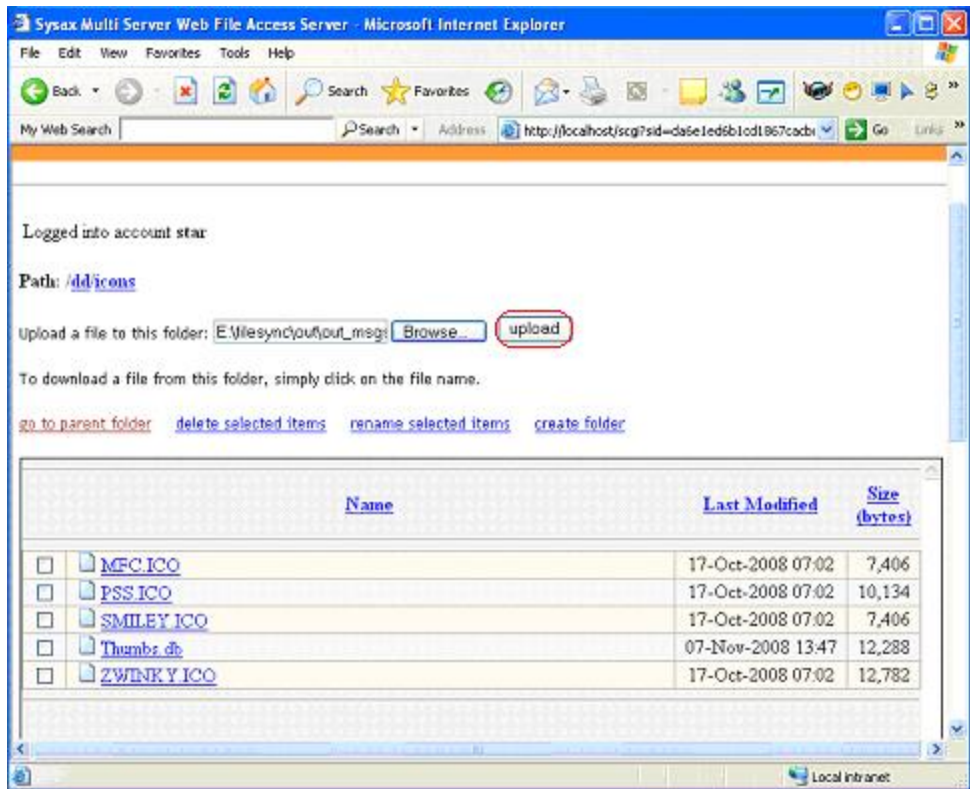 Sysax Multi Server Web File Access Server - Microsoft Internet Explorer
File Edit View Favorites Tools Help
Back Search Favorites
My Web Search Search Address http://localhost/scgi?sid=da6e1ed6b1cd1867cacb Go Links
Logged into account star
Path: /dd/icons
Upload a file to this folder: E:\filesync\out\out_msg Browse... upload
To download a file from this folder, simply click on the file name.
go to parent folder delete selected items rename selected items create folder
Name Last Modified Size
(bytes)
MFC.ICO 17-Oct-2008 07:02 7,406
PSS.ICO 17-Oct-2008 07:02 10,134
SMILEY.ICO 17-Oct-2008 07:02 7,406
Thumbs.db 07-Nov-2008 13:47 12,288
ZWINKY.ICO 17-Oct-2008 07:02 12,782
Local intranet